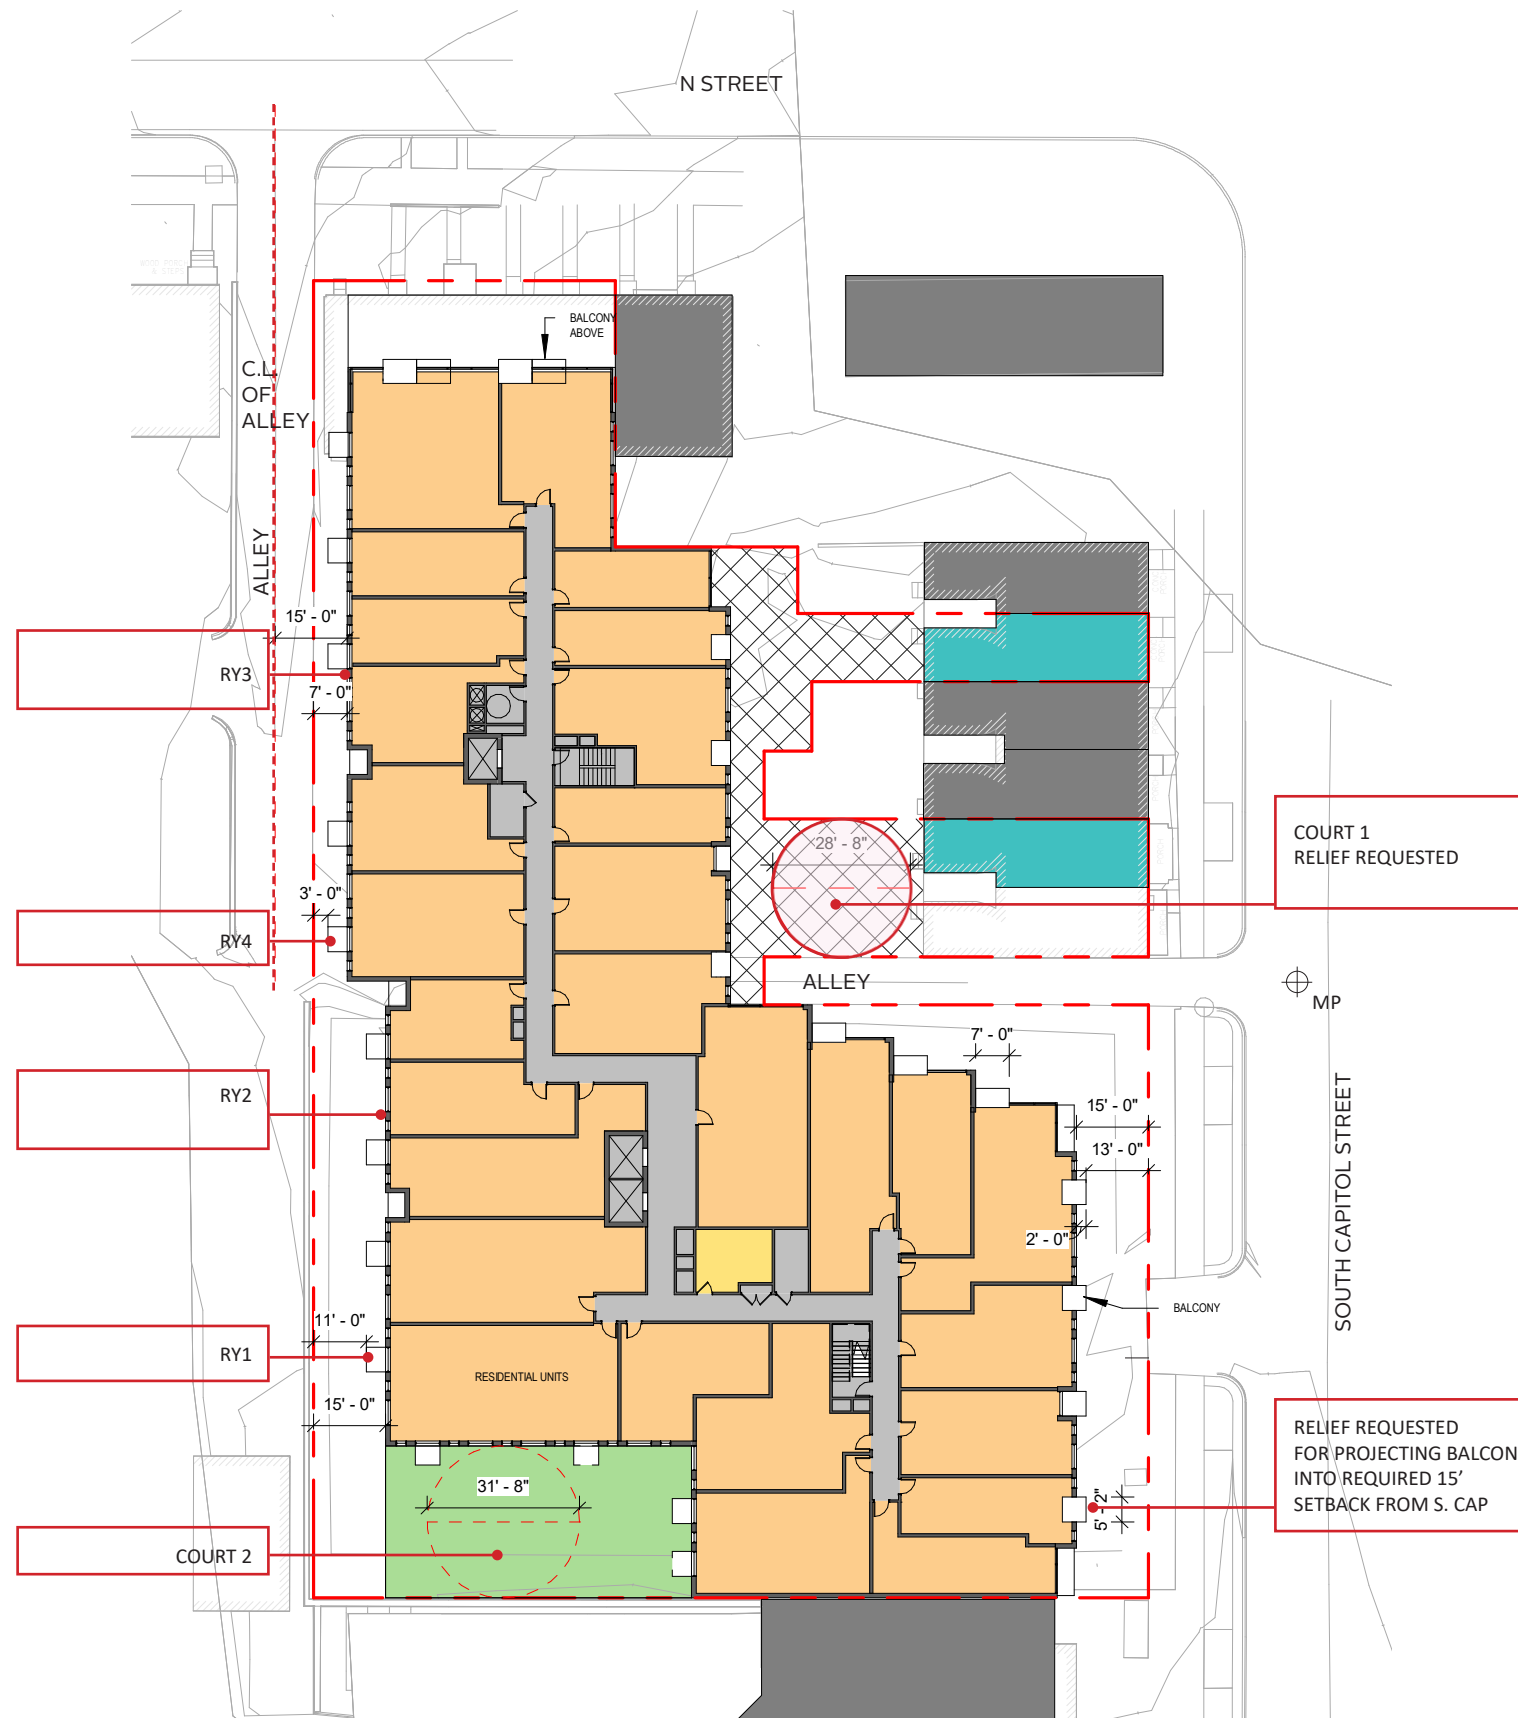 N STREET
BALCONY
ABOVE
C.L.
OF
ALLEY
ALLEY
15' - 0"
RY3
7' - 0"
COURT 1
RELIEF REQUESTED
28' - 8"
3' - 0"
RY4
ALLEY
MP
7' - 0"
RY2
15' - 0"
13' - 0"
SOUTH CAPITOL STREET
2' - 0"
BALCONY
11' - 0"
RY1
RESIDENTIAL UNITS
15' - 0"
RELIEF REQUESTED
FOR PROJECTING BALCON
INTO REQUIRED 15’
SETBACK FROM S. CAP
31' - 8"
5' - 2"
COURT 2